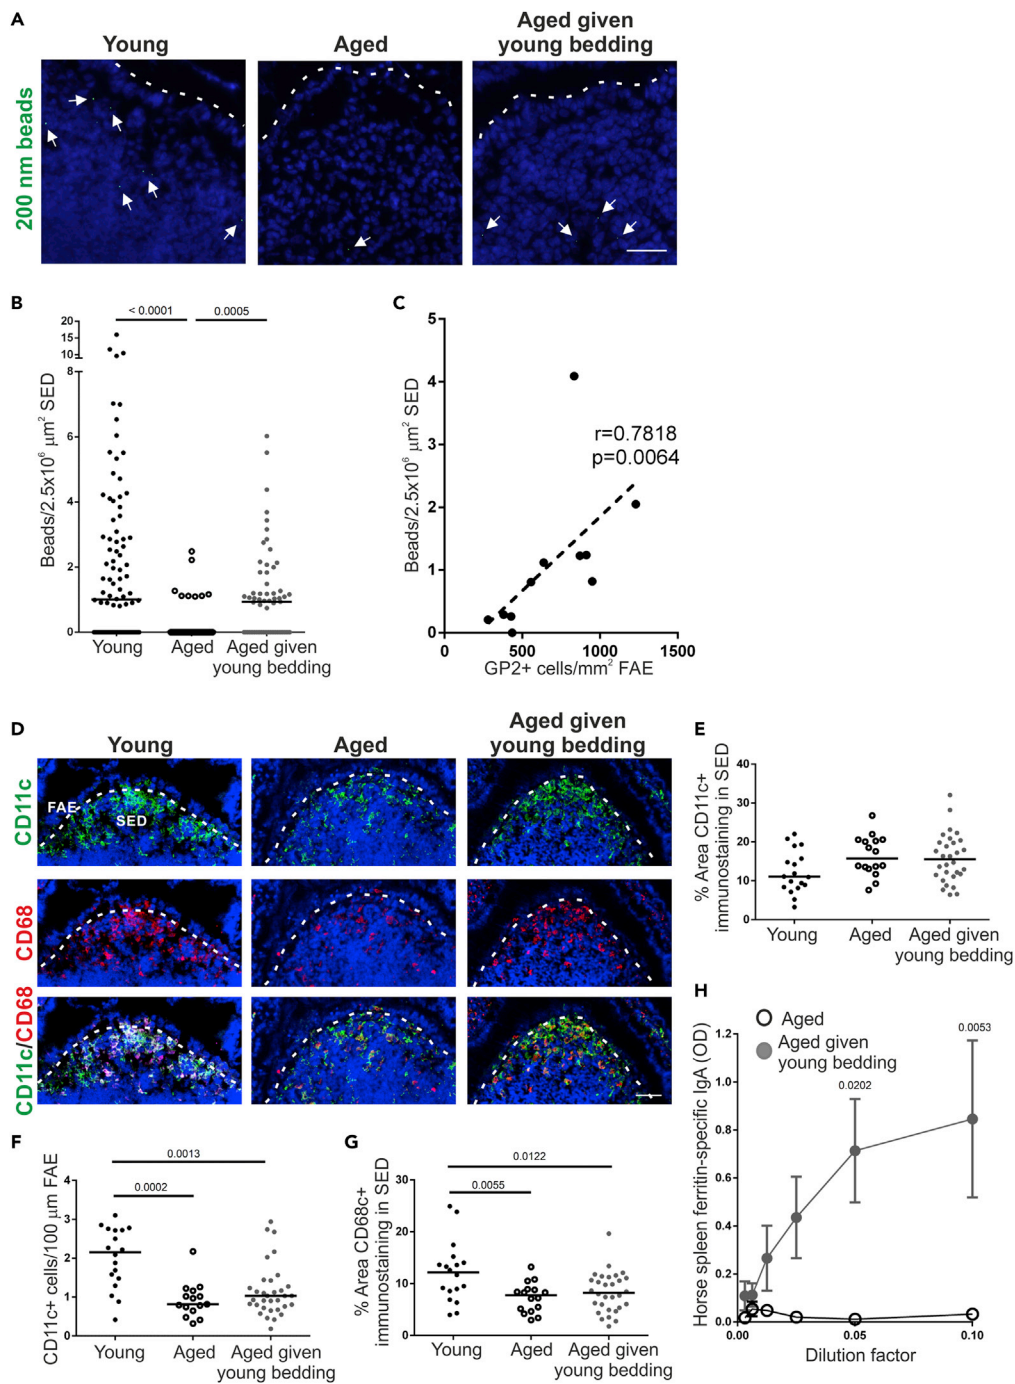 A
Young
Aged
Aged given
young bedding
200 nm beads
B
< 0.0001
0.0005
20
15
10
8
6
4
2
0
Beads/2.5x10⁶ µm² SED
Young
Aged
Aged given
young bedding
C
5
4
3
2
1
0
Beads/2.5x10⁶ µm² SED
r=0.7818
p=0.0064
0
500
1000
1500
GP2+ cells/mm² FAE
D
Young
Aged
Aged given
young bedding
CD11c
FAE
SED
CD68
CD11c/CD68
E
% Area CD11c+
immunostaining in SED
40
30
20
10
0
Young
Aged
Aged given
young bedding
F
0.0013
0.0002
CD11c+ cells/100 µm FAE
4
3
2
1
0
Young
Aged
Aged given
young bedding
G
0.0122
0.0055
% Area CD68c+
immunostaining in SED
30
20
10
0
Young
Aged
Aged given
young bedding
H
Aged
Aged given
young bedding
0.0053
0.0202
Horse spleen ferritin-specific IgA (OD)
1.2
1.0
0.8
0.6
0.4
0.2
0.0
0.00
0.05
0.10
Dilution factor